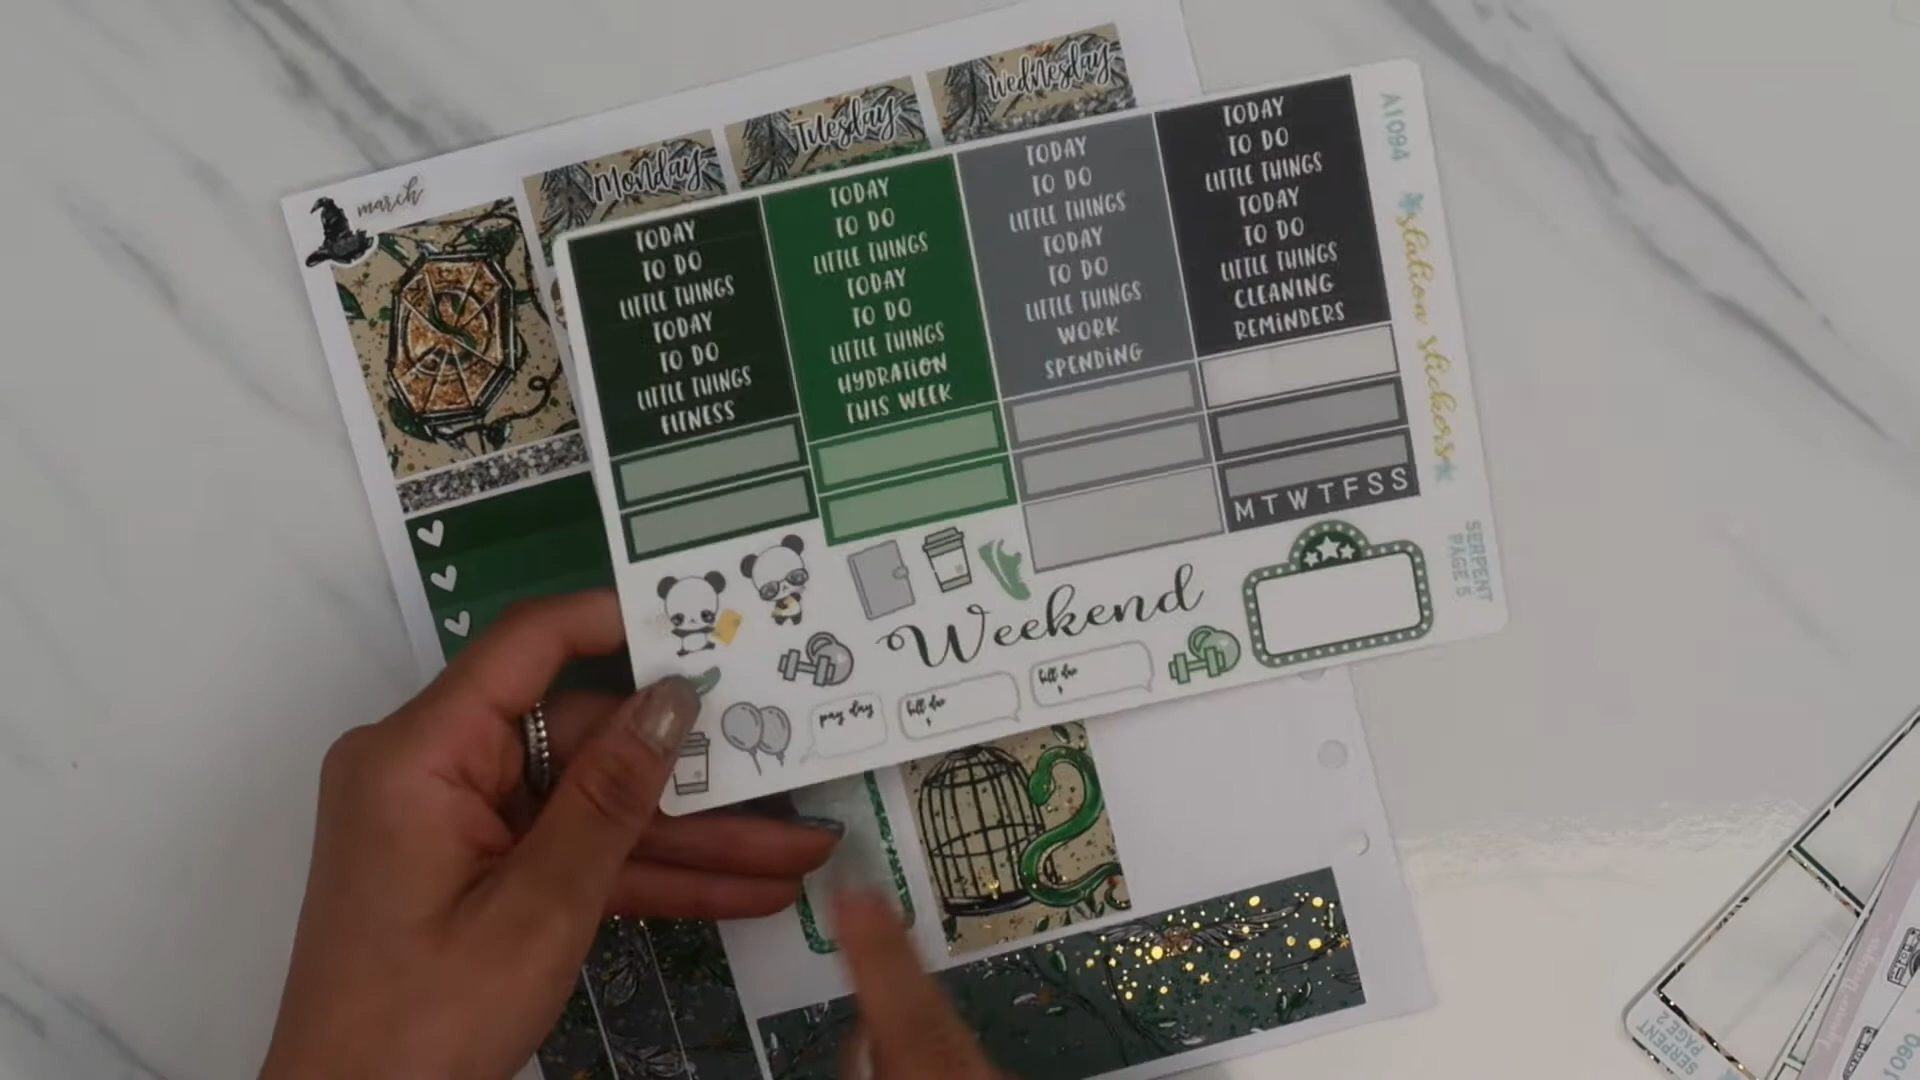 march
Monday
Tuesday
Wednesday
TODAY
TO DO
LITTLE THINGS
TODAY
TO DO
LITTLE THINGS
FITNESS
TODAY
TO DO
LITTLE THINGS
TODAY
TO DO
LITTLE THINGS
HYDRATION
THIS WEEK
TODAY
TO DO
LITTLE THINGS
TODAY
TO DO
LITTLE THINGS
WORK
SPENDING
TODAY
TO DO
LITTLE THINGS
TODAY
TO DO
LITTLE THINGS
CLEANING
REMINDERS
M T W T F S S
Weekend
pay day
bill due
bill due
A1094
station stickers
SERPENT
PAGE 5
SERPENT
PAGE 2